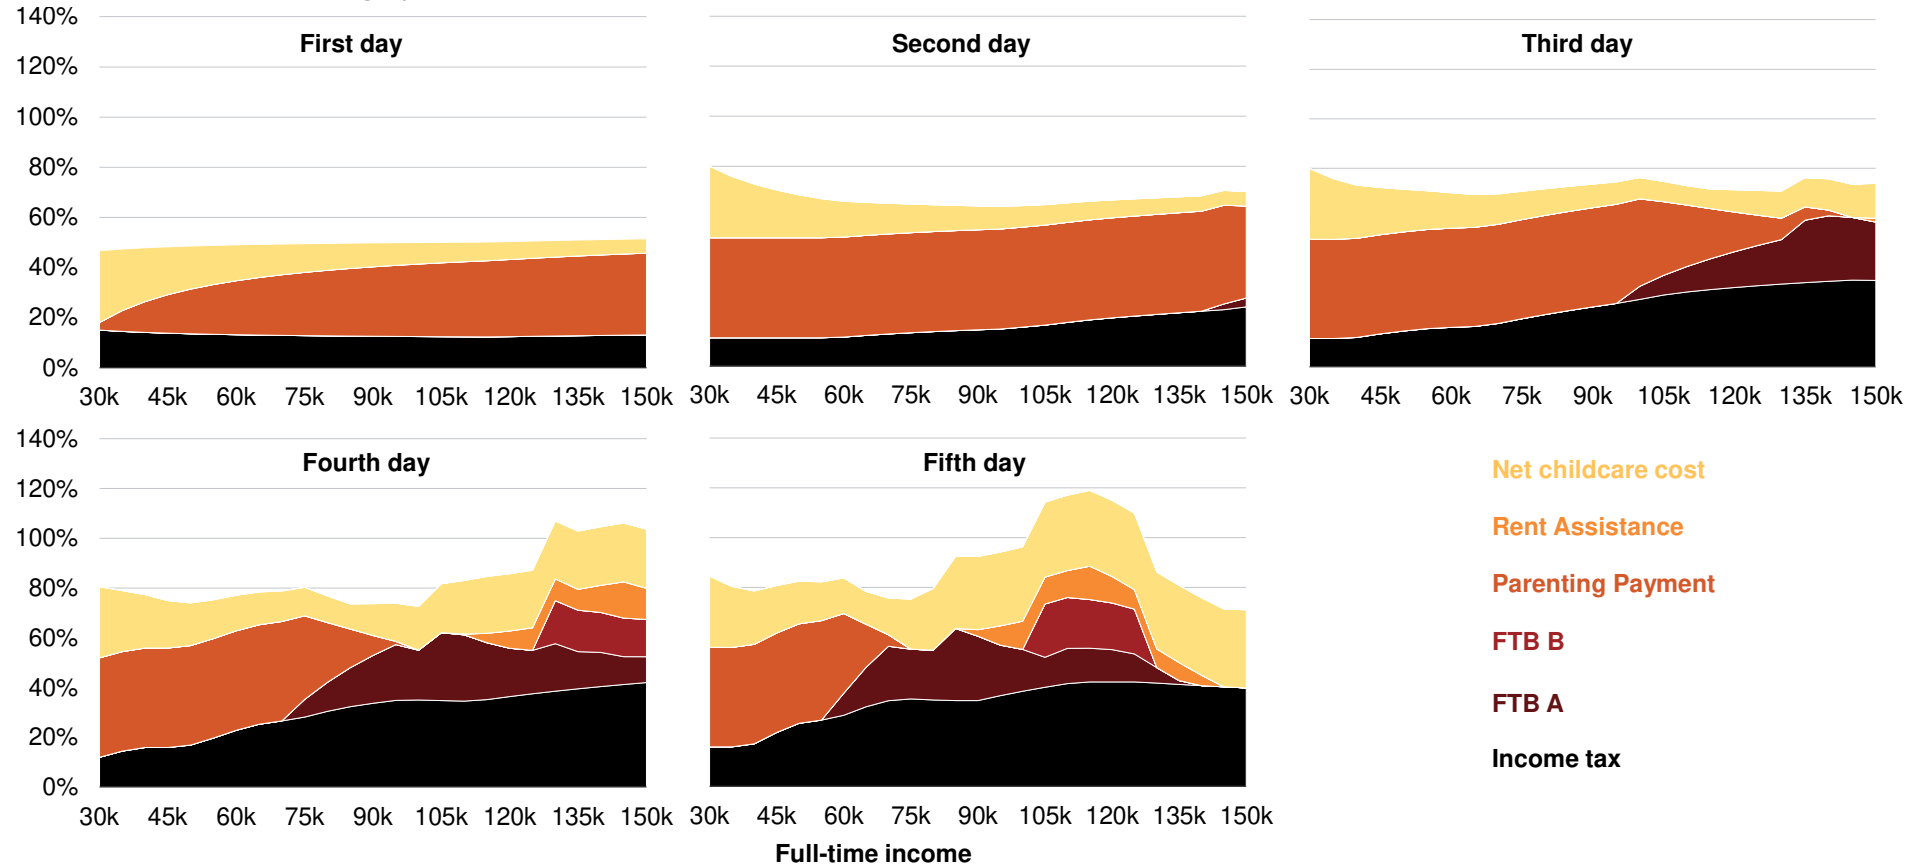 140%
First day
Second day
Third day
120%
100%
80%
60%
40%
20%
0%
30k 45k 60k 75k 90k 105k 120k 135k 150k
30k 45k 60k 75k 90k 105k 120k 135k 150k
30k 45k 60k 75k 90k 105k 120k 135k 150k
140%
Fourth day
Fifth day
120%
100%
80%
60%
40%
20%
0%
30k 45k 60k 75k 90k 105k 120k 135k 150k
30k 45k 60k 75k 90k 105k 120k 135k 150k
Full-time income
Net childcare cost
Rent Assistance
Parenting Payment
FTB B
FTB A
Income tax